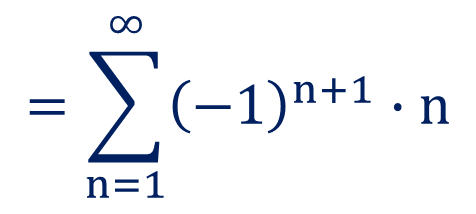 = ∑_{n=1}^{∞} (−1)^{n+1} · n